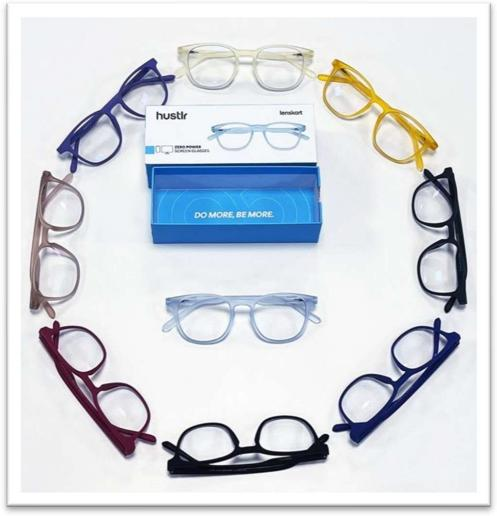 hustlr
lenskart
ZERO POWER
SCREEN GLASSES
DO MORE, BE MORE.